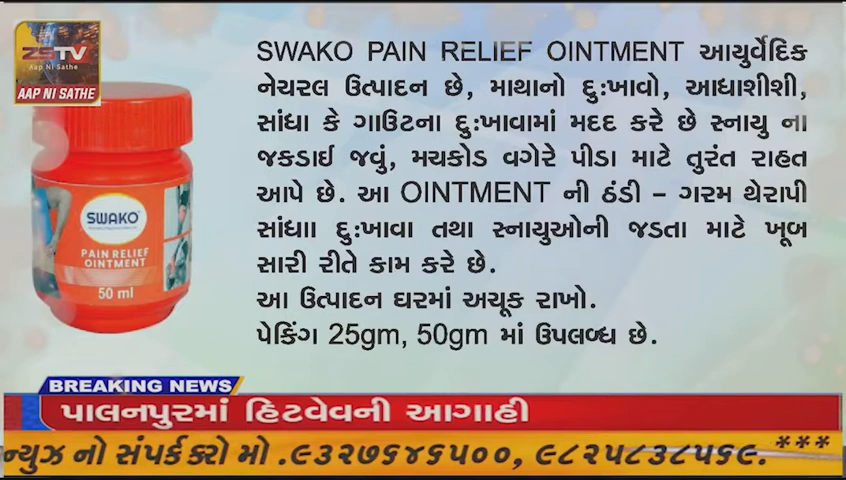 ZSTV
Aap Ni Sathe
AAP NI SATHE
SWAKO PAIN RELIEF OINTMENT આયુર્વેદિક
નેચરલ ઉત્પાદન છે, માથાનો દુઃખાવો, આધાશીશી,
સાંધા કે ગાઉટના દુઃખાવામાં મદદ કરે છે સ્નાયુ ના
જકડાઈ જવું, મચકોડ વગેરે પીડા માટે તુરંત રાહત
આપે છે. આ OINTMENT ની ઠંડી – ગરમ થેરાપી
સાંધાા દુઃખાવા તથા સ્નાયુઓની જડતા માટે ખૂબ
સારી રીતે કામ કરે છે.
આ ઉત્પાદન ઘરમાં અચૂક રાખો.
પેકિંગ 25gm, 50gm માં ઉપલબ્ધ છે.
SWAKO
PAIN RELIEF
OINTMENT
50 ml
BREAKING NEWS
પાલનપુરમાં હિટવેવની આગાહી
ન્યુઝ નો સંપર્ક કરો મો .૯૩૨૭૬૪૬૫૦૦, ૯૮૨૫૮૩૮૫૬૯. ***